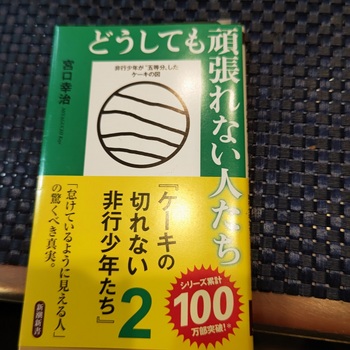 どうしても頑張れない人たち
宮口幸治
非行少年が“五等分”した
ケーキの図
『ケーキの
切れない
非行少年たち』
2
「怠けているように見える人」
の驚くべき真実。
シリーズ累計
100
万部突破!
新潮新書